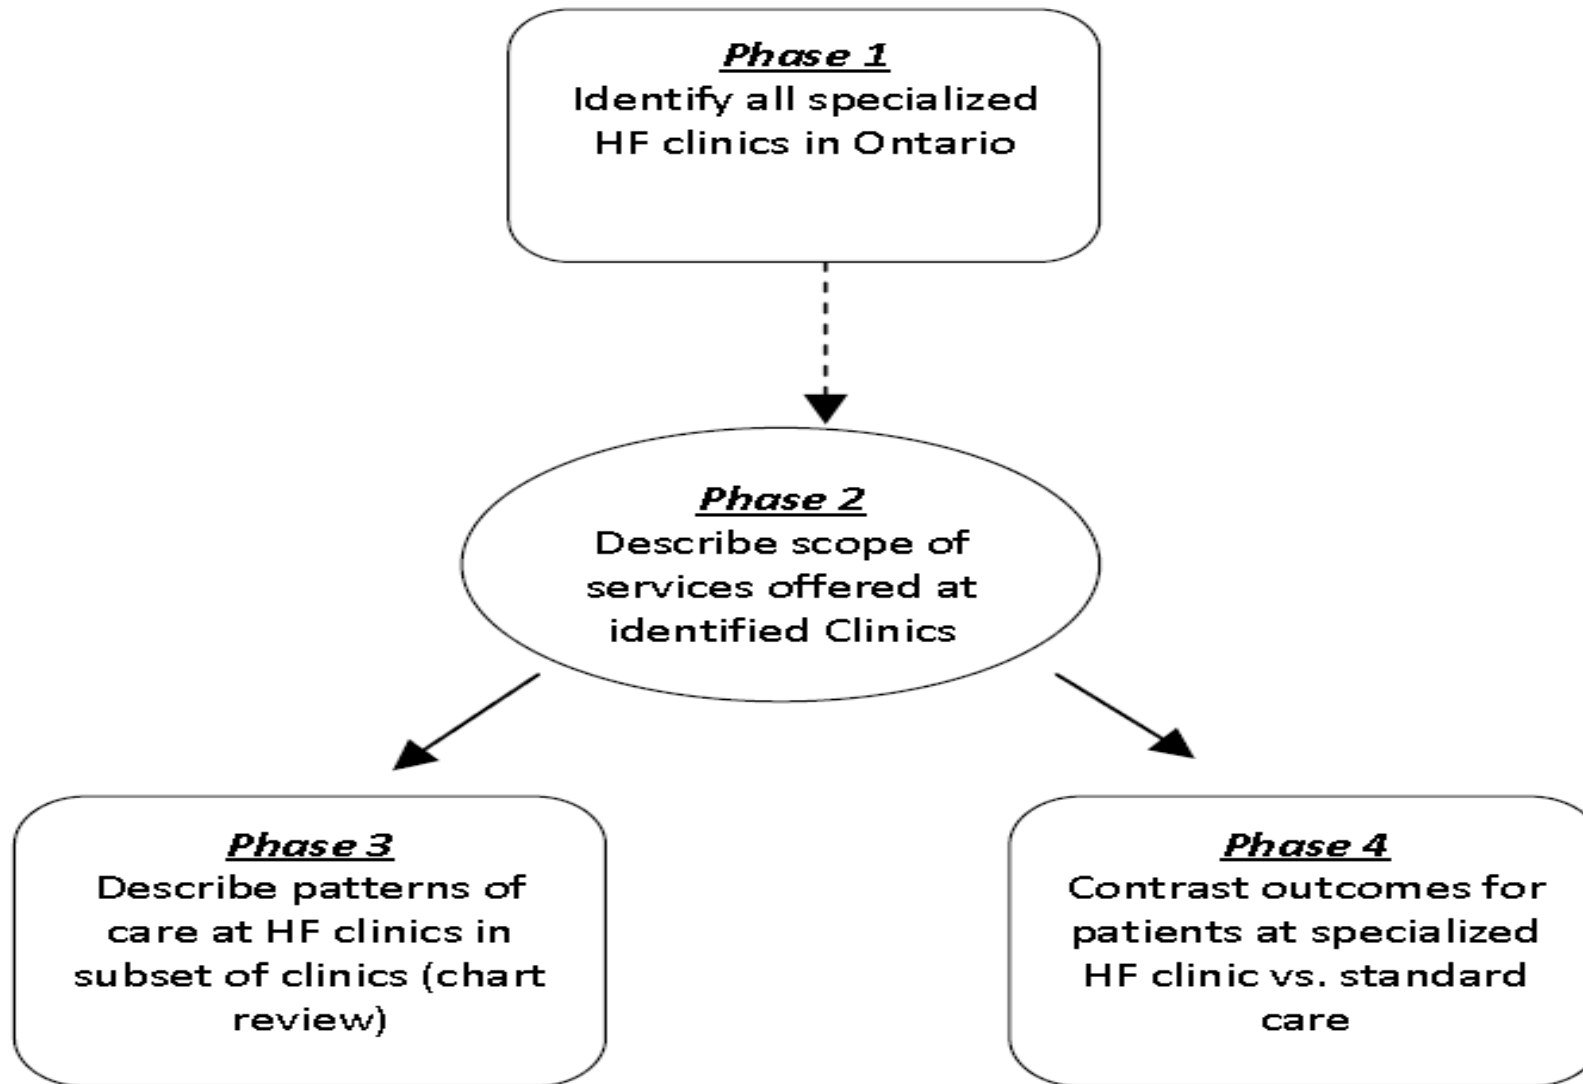 Phase 1
Identify all specialized
HF clinics in Ontario
Phase 2
Describe scope of
services offered at
identified Clinics
Phase 3
Describe patterns of
care at HF clinics in
subset of clinics (chart
review)
Phase 4
Contrast outcomes for
patients at specialized
HF clinic vs. standard
care